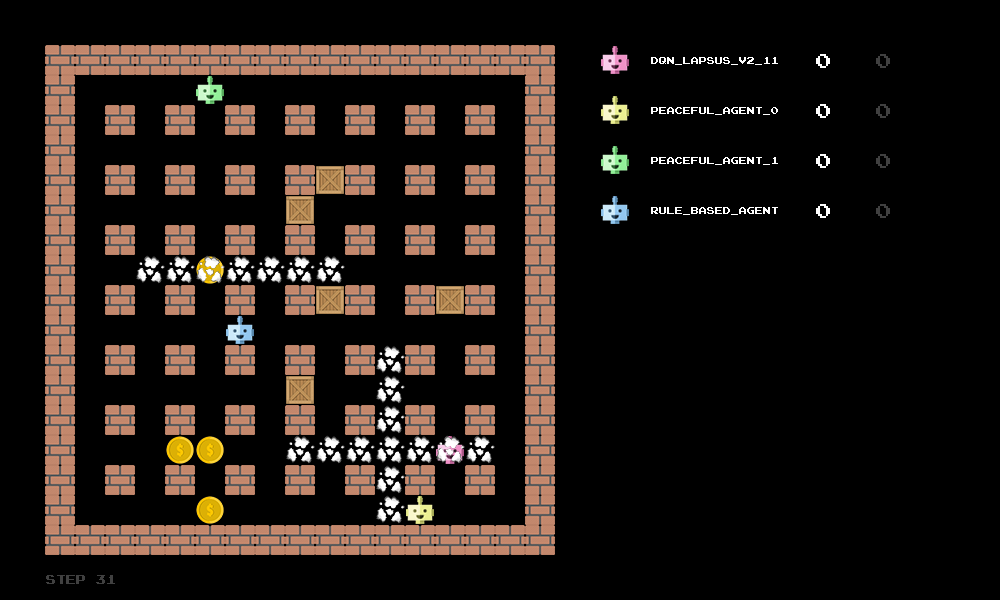 DQN_LAPSUS_V2_11 0 0
PEACEFUL_AGENT_0 0 0
PEACEFUL_AGENT_1 0 0
RULE_BASED_AGENT 0 0
STEP 31